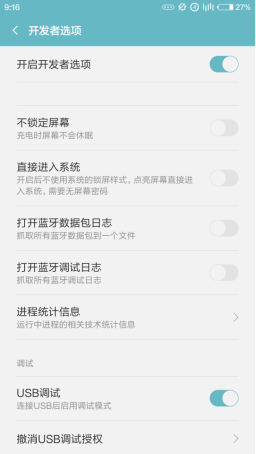 9:16
27%
开发者选项
开启开发者选项
不锁定屏幕
充电时屏幕不会休眠
直接进入系统
开启后不使用系统的锁屏样式，点亮屏幕直接进
入系统，需要无屏幕密码
打开蓝牙数据包日志
抓取所有蓝牙数据包到一个文件
打开蓝牙调试日志
抓取所有蓝牙调试日志
进程统计信息
运行中进程的相关技术统计信息
调试
USB调试
连接USB后启用调试模式
撤消USB调试授权